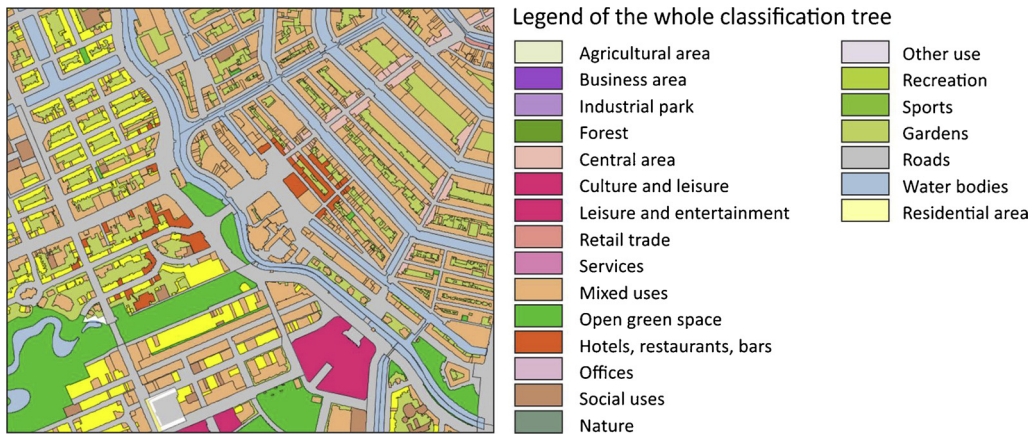 Legend of the whole classification tree
Agricultural area
Business area
Industrial park
Forest
Central area
Culture and leisure
Leisure and entertainment
Retail trade
Services
Mixed uses
Open green space
Hotels, restaurants, bars
Offices
Social uses
Nature
Other use
Recreation
Sports
Gardens
Roads
Water bodies
Residential area